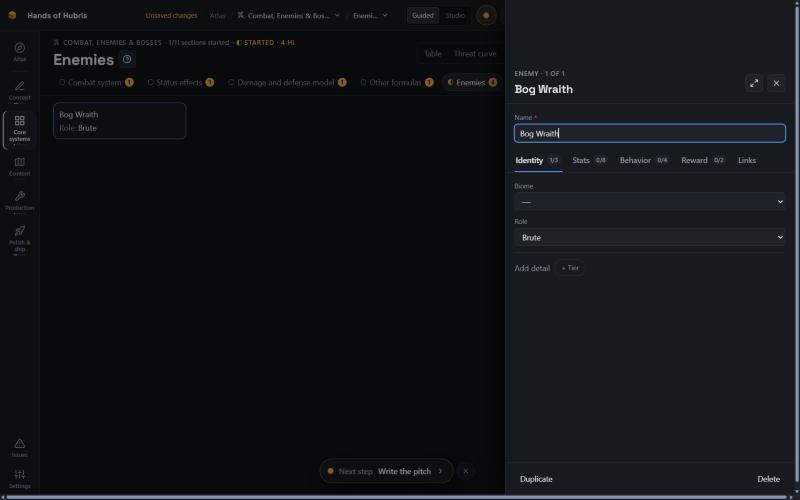 Hands of Hubris
Unsaved changes
Atlas / Combat, Enemies & Bos... / Enemi...
Guided Studio
COMBAT, ENEMIES & BOSSES · 1/11 sections started · STARTED · 4 HI
Enemies
Table Threat curve
Combat system 1 Status effects 1 Damage and defense model 1 Other formulas 1 Enemies 4
Bog Wraith
Role: Brute
Atlas
Concept
Core systems
Content
Production
Polish & ship
Issues
Settings
Next step Write the pitch
ENEMY · 1 OF 1
Bog Wraith
Name *
Bog Wraith
Identity 1/3 Stats 0/8 Behavior 0/4 Reward 0/2 Links
Biome
—
Role
Brute
Add detail + Tier
Duplicate Delete